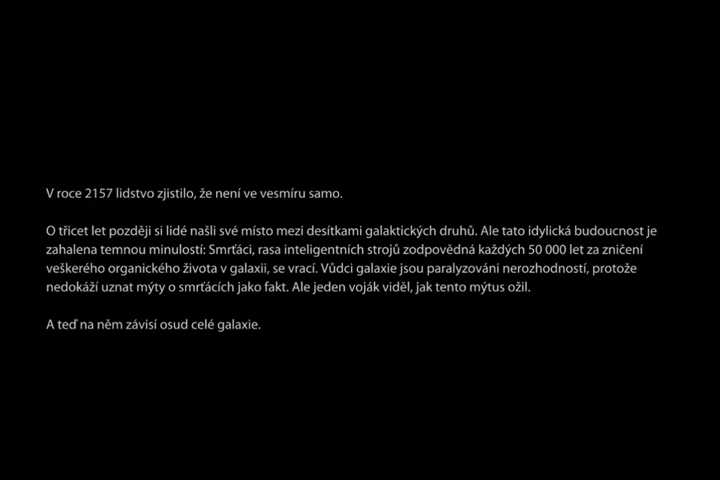 V roce 2157 lidstvo zjistilo, že není ve vesmíru samo.
O třicet let později si lidé našli své místo mezi desítkami galaktických druhů. Ale tato idylická budoucnost je
zahalena temnou minulostí: Smrťáci, rasa inteligentních strojů zodpovědná každých 50 000 let za zničení
veškerého organického života v galaxii, se vrací. Vůdci galaxie jsou paralyzováni nerozhodností, protože
nedokáží uznat mýty o smrťácích jako fakt. Ale jeden voják viděl, jak tento mýtus ožil.
A teď na něm závisí osud celé galaxie.